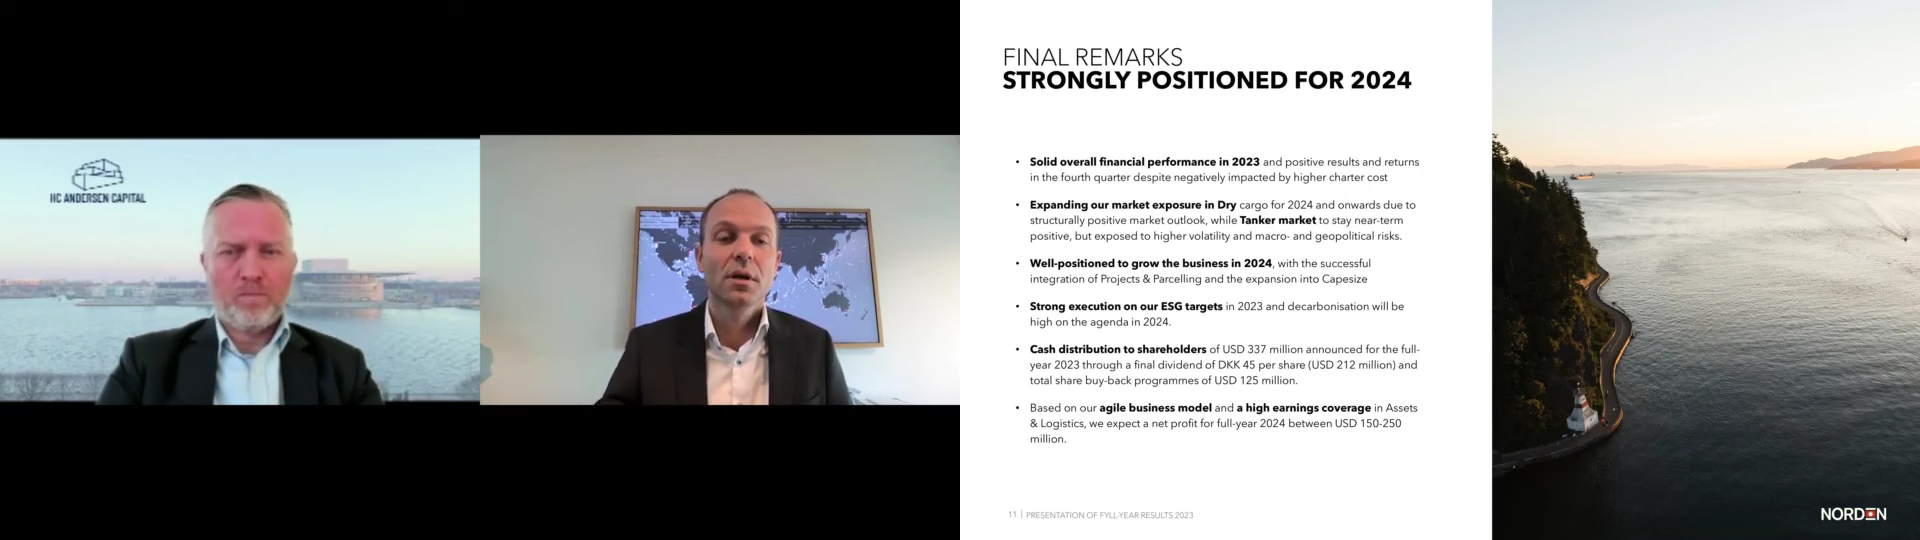 HC ANDERSEN CAPITAL
FINAL REMARKS
STRONGLY POSITIONED FOR 2024
• Solid overall financial performance in 2023 and positive results and returns
in the fourth quarter despite negatively impacted by higher charter cost
• Expanding our market exposure in Dry cargo for 2024 and onwards due to
structurally positive market outlook, while Tanker market to stay near-term
positive, but exposed to higher volatility and macro- and geopolitical risks.
• Well-positioned to grow the business in 2024, with the successful
integration of Projects & Parcelling and the expansion into Capesize
• Strong execution on our ESG targets in 2023 and decarbonisation will be
high on the agenda in 2024.
• Cash distribution to shareholders of USD 337 million announced for the full-
year 2023 through a final dividend of DKK 45 per share (USD 212 million) and
total share buy-back programmes of USD 125 million.
• Based on our agile business model and a high earnings coverage in Assets
& Logistics, we expect a net profit for full-year 2024 between USD 150-250
million.
11 | PRESENTATION OF FYLL-YEAR RESULTS 2023
NORDEN